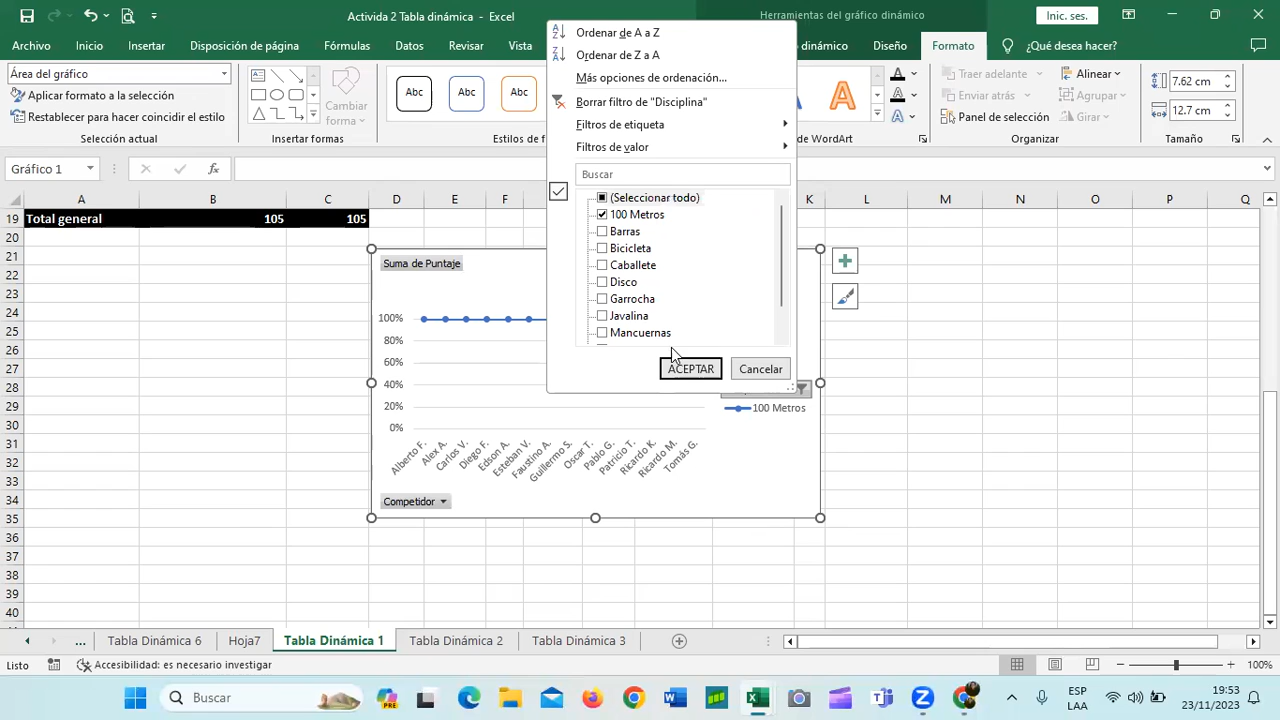 Activida 2 Tabla dinámica - Excel
Herramientas del gráfico dinámico
Inic. ses.
Archivo
Inicio
Insertar
Disposición de página
Fórmulas
Datos
Revisar
Vista
dinámico
Diseño
Formato
¿Qué desea hacer?
Área del gráfico
Aplicar formato a la selección
Restablecer para hacer coincidir el estilo
Sección actual
Cambiar
forma
Insertar formas
Abc
Abc
Abc
Estilos de f
de WordArt
Traer adelante
Enviar atrás
Panel de selección
Alinear
Agrupar
Girar
Organizar
7.62 cm
12.7 cm
Tamaño
Gráfico 1
fx
A B C D E F K L M N O P Q
19 Total general 105 105
20
21
22
23
24
25
26
27
28
29
30
31
32
33
34
35
36
37
38
39
40
Suma de Puntaje
100%
80%
60%
40%
20%
0%
Alberto F.
Alex A.
Carlos V.
Diego F.
Edson A.
Esteban V.
Faustino A.
Guillermo S.
Oscar T.
Pablo G.
Patricio T.
Ricardo K.
Ricardo M.
Tomás G.
Competidor
100 Metros
Ordenar de A a Z
Ordenar de Z a A
Más opciones de ordenación...
Borrar filtro de "Disciplina"
Filtros de etiqueta
Filtros de valor
Buscar
(Seleccionar todo)
100 Metros
Barras
Bicicleta
Caballete
Disco
Garrocha
Javalina
Mancuernas
ACEPTAR
Cancelar
... Tabla Dinámica 6
Hoja7
Tabla Dinámica 1
Tabla Dinámica 2
Tabla Dinámica 3
Listo
Accesibilidad: es necesario investigar
100%
Buscar
ESP
LAA
19:53
23/11/2023